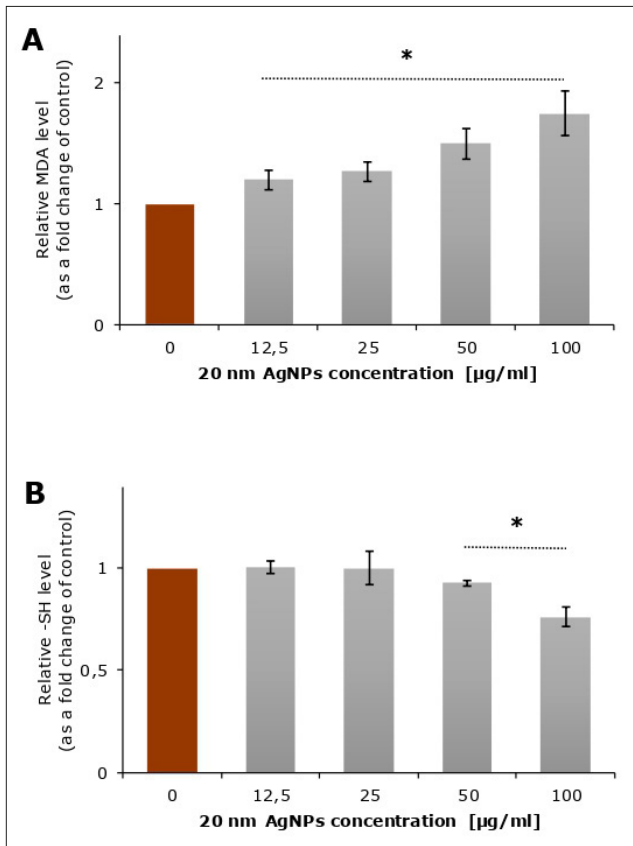 A
*
2
1
0
Relative MDA level
(as a fold change of control)
0 12,5 25 50 100
20 nm AgNPs concentration [µg/ml]
B
*
1
0,5
0
Relative -SH level
(as a fold change of control)
0 12,5 25 50 100
20 nm AgNPs concentration [µg/ml]